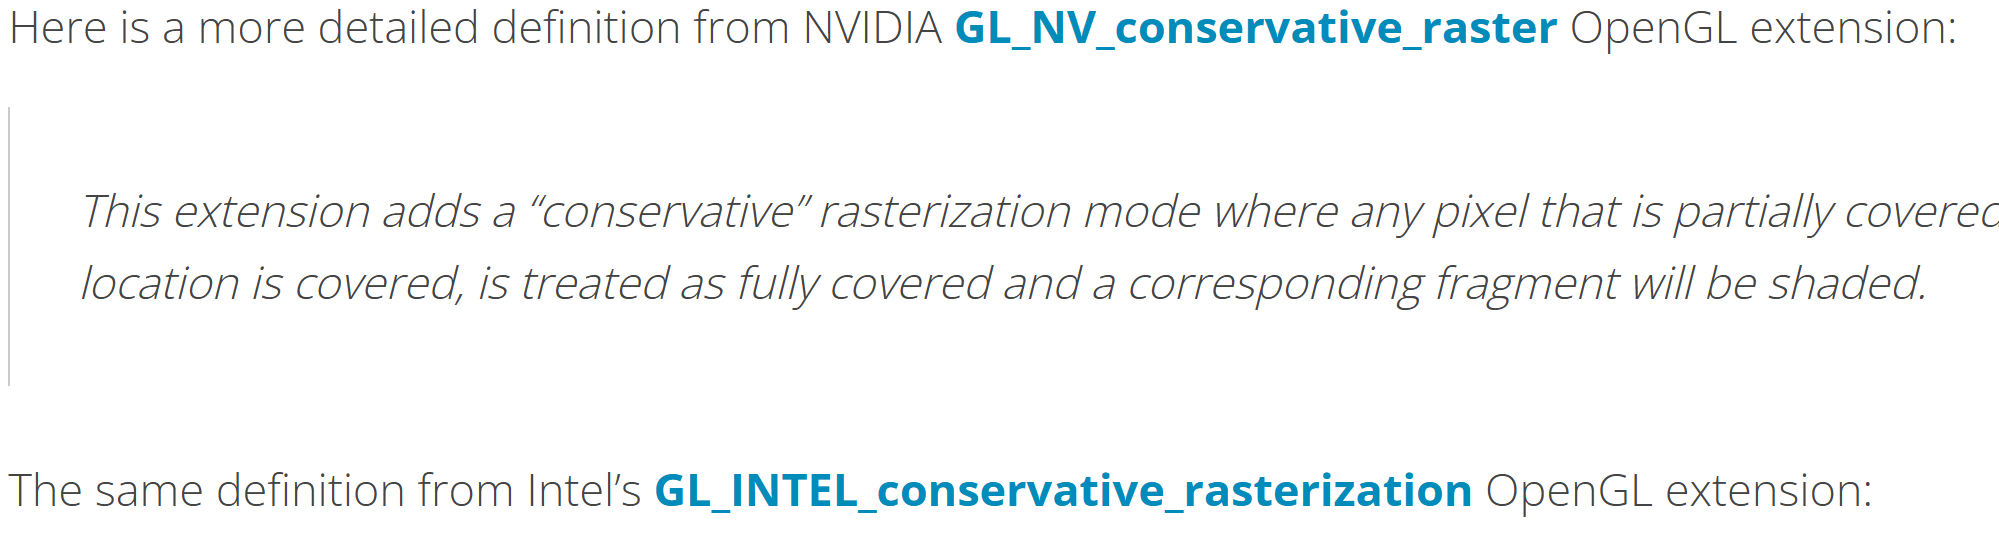 Here is a more detailed definition from NVIDIA GL_NV_conservative_raster OpenGL extension:
This extension adds a “conservative” rasterization mode where any pixel that is partially covered
location is covered, is treated as fully covered and a corresponding fragment will be shaded.
The same definition from Intel’s GL_INTEL_conservative_rasterization OpenGL extension: